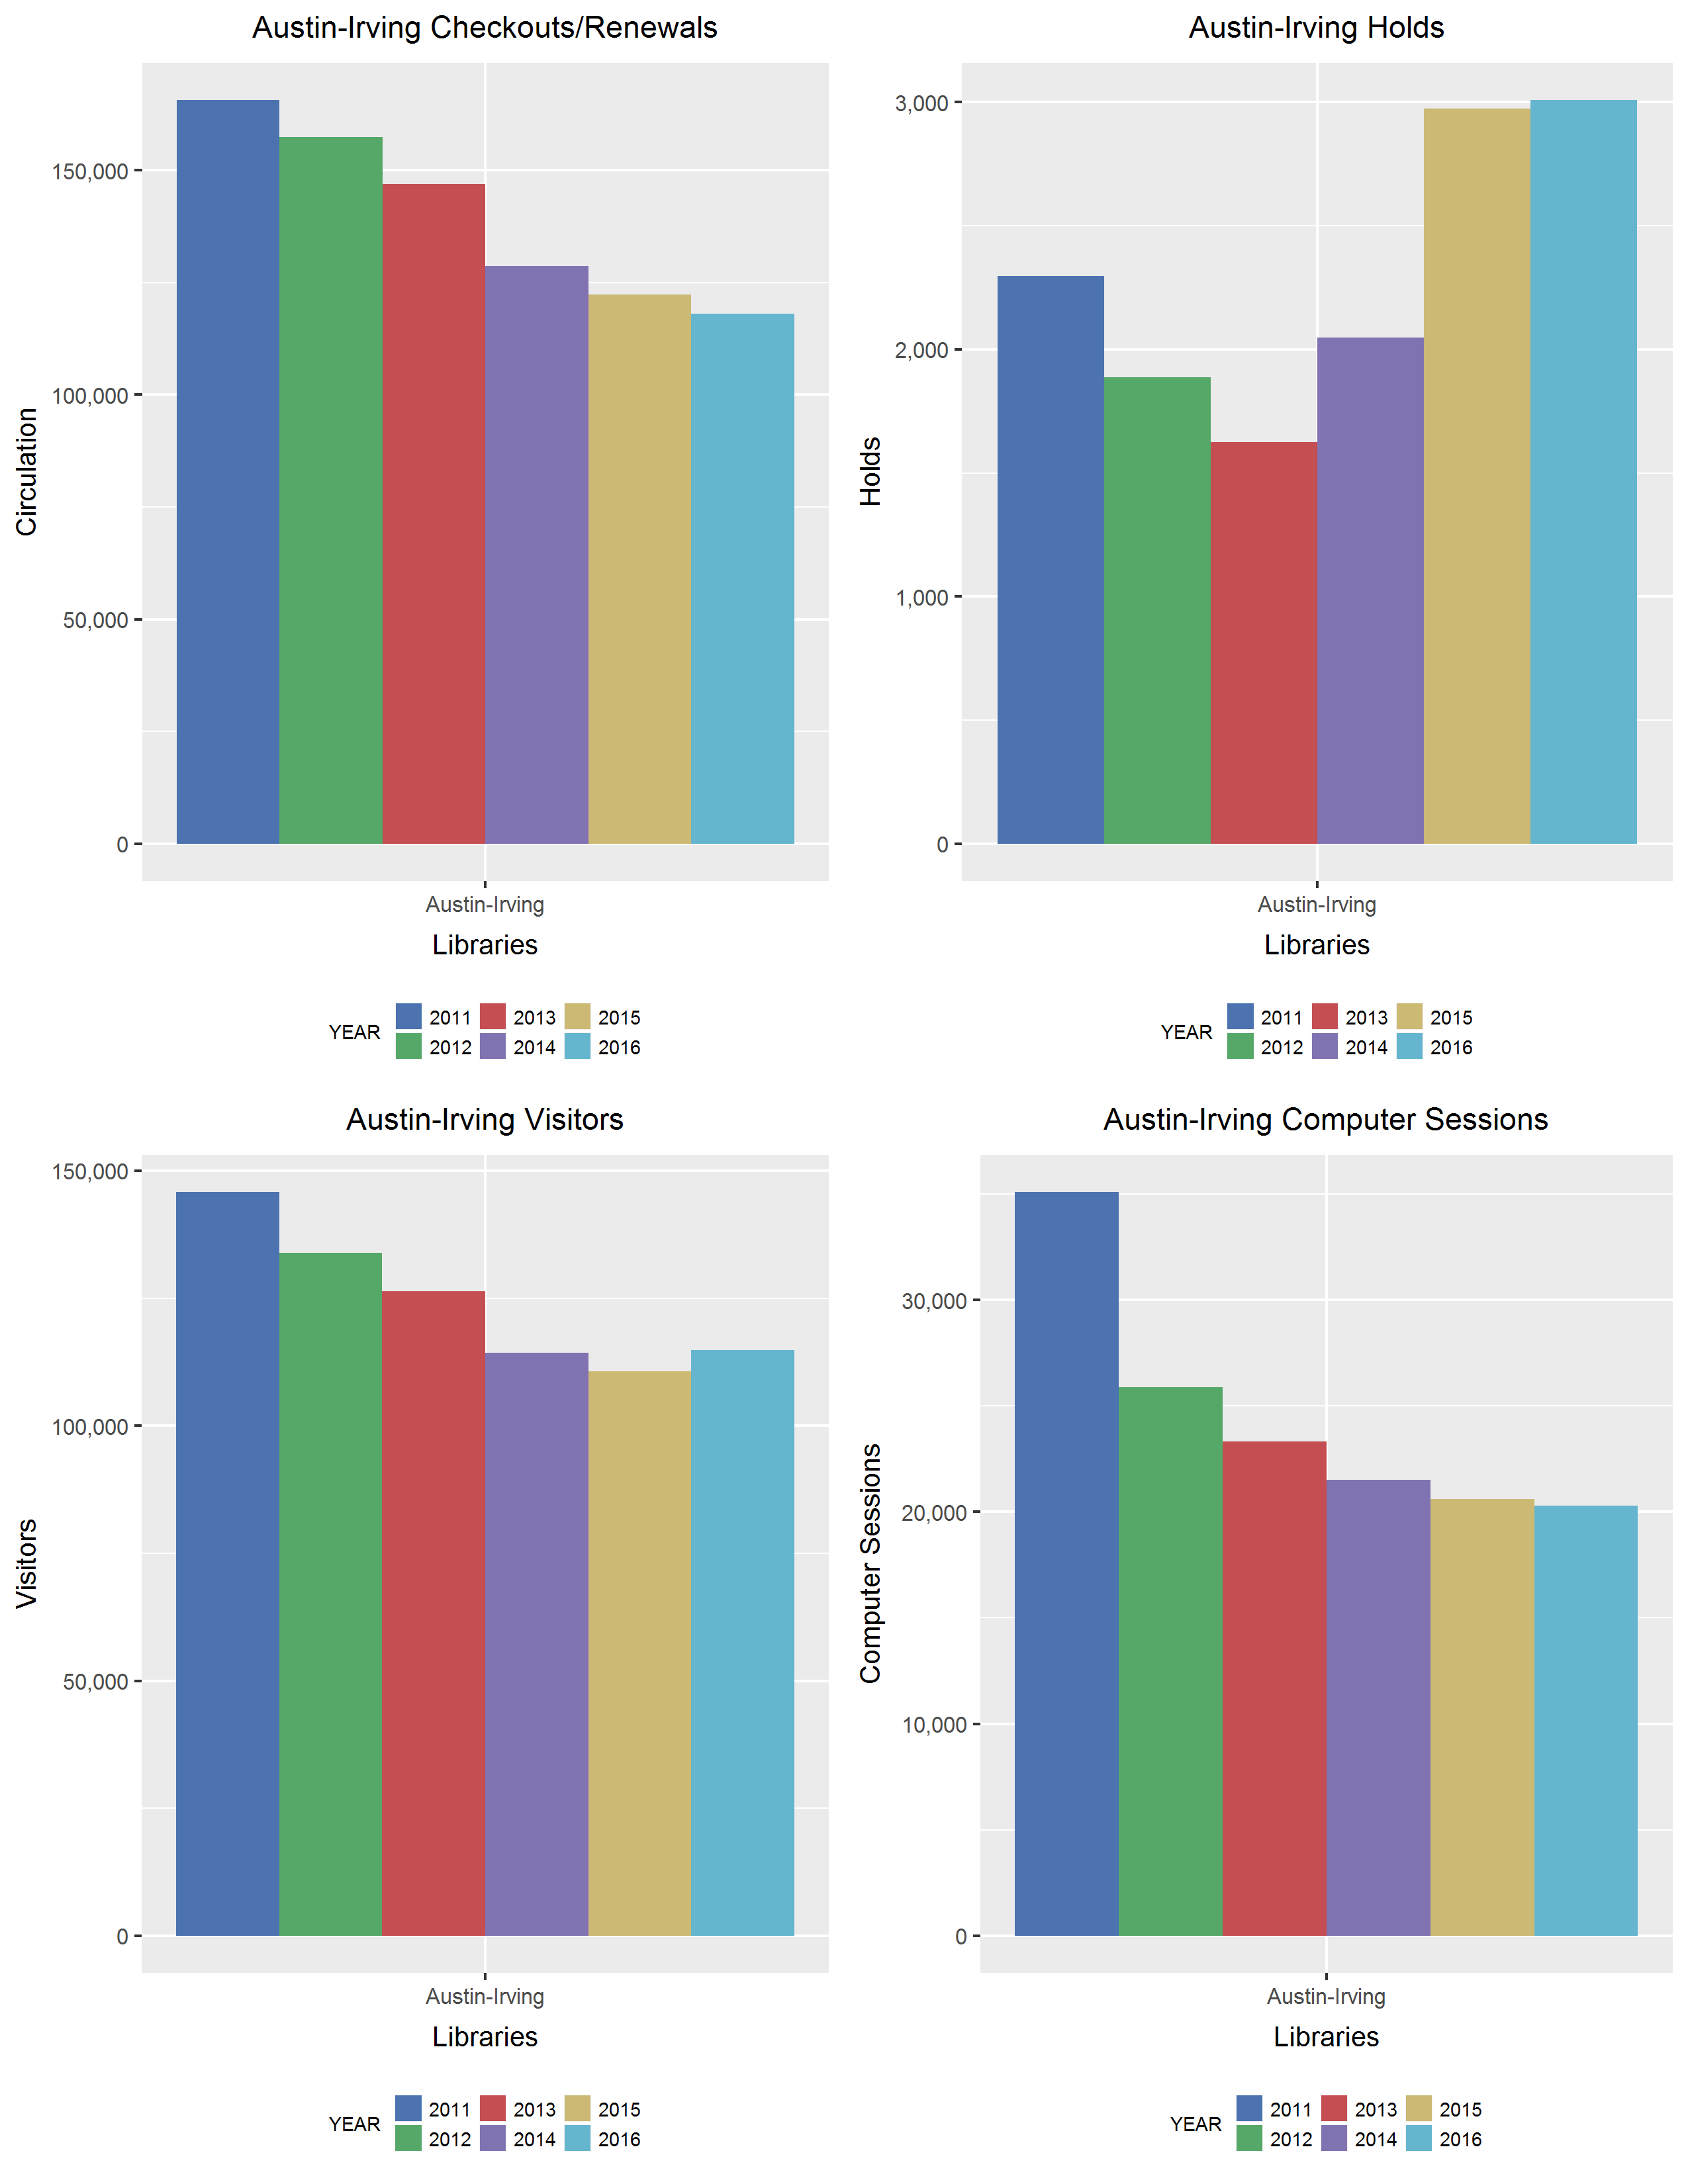 Austin-Irving Checkouts/Renewals
150,000
100,000
50,000
0
Circulation
Austin-Irving
Libraries
YEAR
2011 2013 2015
2012 2014 2016
Austin-Irving Holds
3,000
2,000
1,000
0
Holds
Austin-Irving
Libraries
YEAR
2011 2013 2015
2012 2014 2016
Austin-Irving Visitors
150,000
100,000
50,000
0
Visitors
Austin-Irving
Libraries
YEAR
2011 2013 2015
2012 2014 2016
Austin-Irving Computer Sessions
30,000
20,000
10,000
0
Computer Sessions
Austin-Irving
Libraries
YEAR
2011 2013 2015
2012 2014 2016